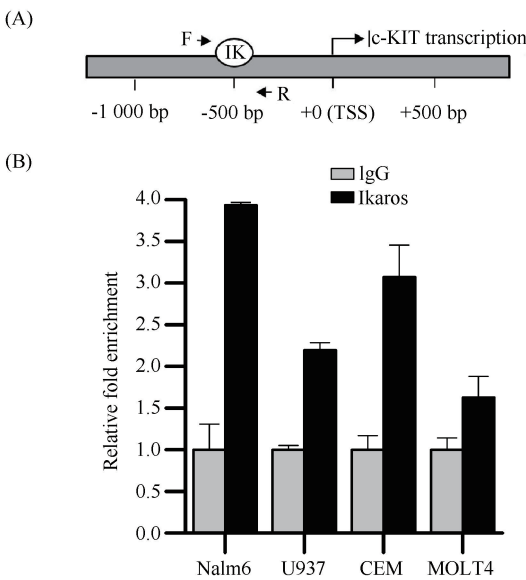 (A)
F
IK
|c-KIT transcription
R
-1 000 bp
-500 bp
+0 (TSS)
+500 bp
(B)
IgG
Ikaros
Relative fold enrichment
4.0
3.5
3.0
2.5
2.0
1.5
1.0
0.5
0.0
Nalm6
U937
CEM
MOLT4